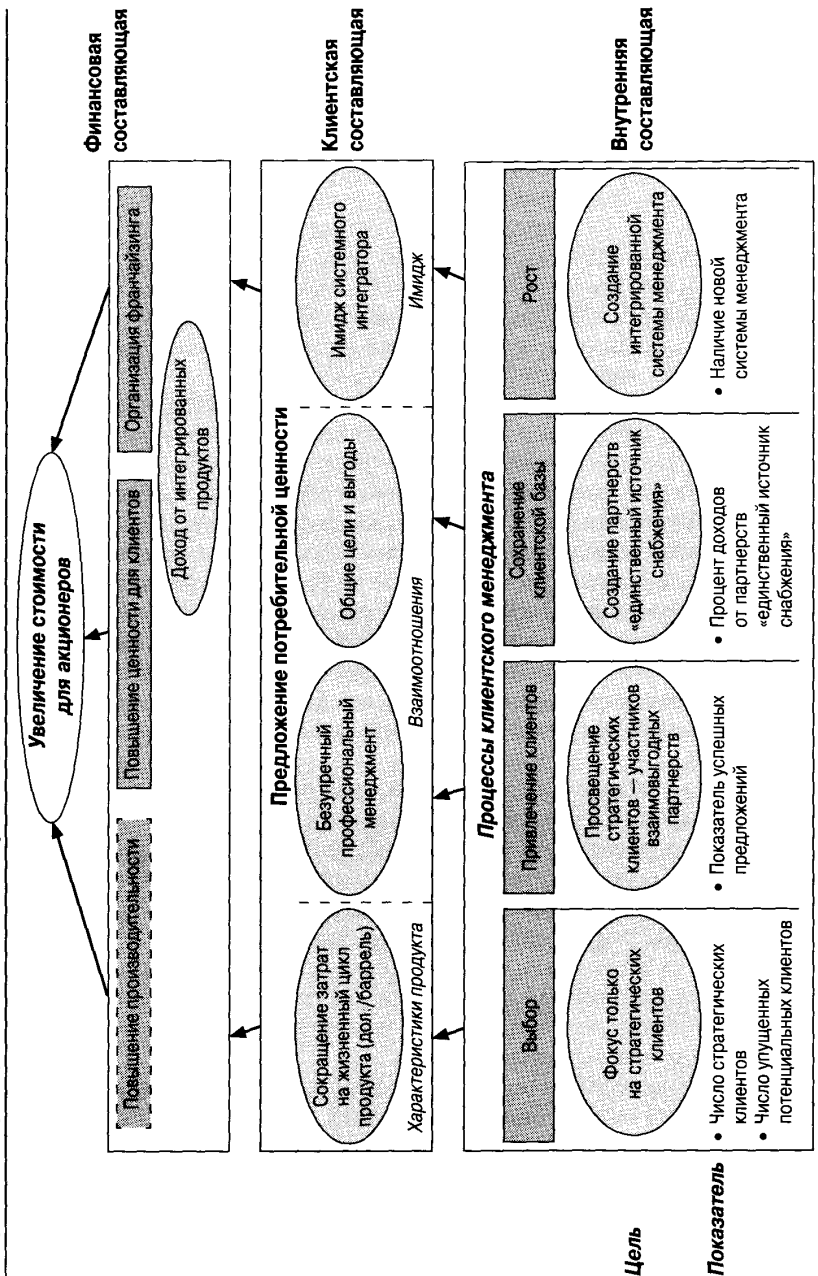 Увеличение стоимости
для акционеров
Финансовая
составляющая
Повышение производительности
Повышение ценности для клиентов
Организация франчайзинга
Доход от интегрированных
продуктов
Клиентская
составляющая
Предложение потребительной ценности
Сокращение затрат
на жизненный цикл
продукта (дол./баррель)
Безупречный
профессиональный
менеджмент
Общие цели и выгоды
Имидж системного
интегратора
Характеристики продукта
Взаимоотношения
Имидж
Внутренняя
составляющая
Процессы клиентского менеджмента
Выбор
Привлечение клиентов
Сохранение
клиентской базы
Рост
Цель
Фокус только
на стратегических
клиентов
Просвещение
стратегических
клиентов — участников
взаимовыгодных
партнерств
Создание партнерств
«единственный источник
снабжения»
Создание
интегрированной
системы менеджмента
Показатель
• Число стратегических
клиентов
• Число упущенных
потенциальных клиентов
• Показатель успешных
предложений
• Процент доходов
от партнерств
«единственный источник
снабжения»
• Наличие новой
системы менеджмента